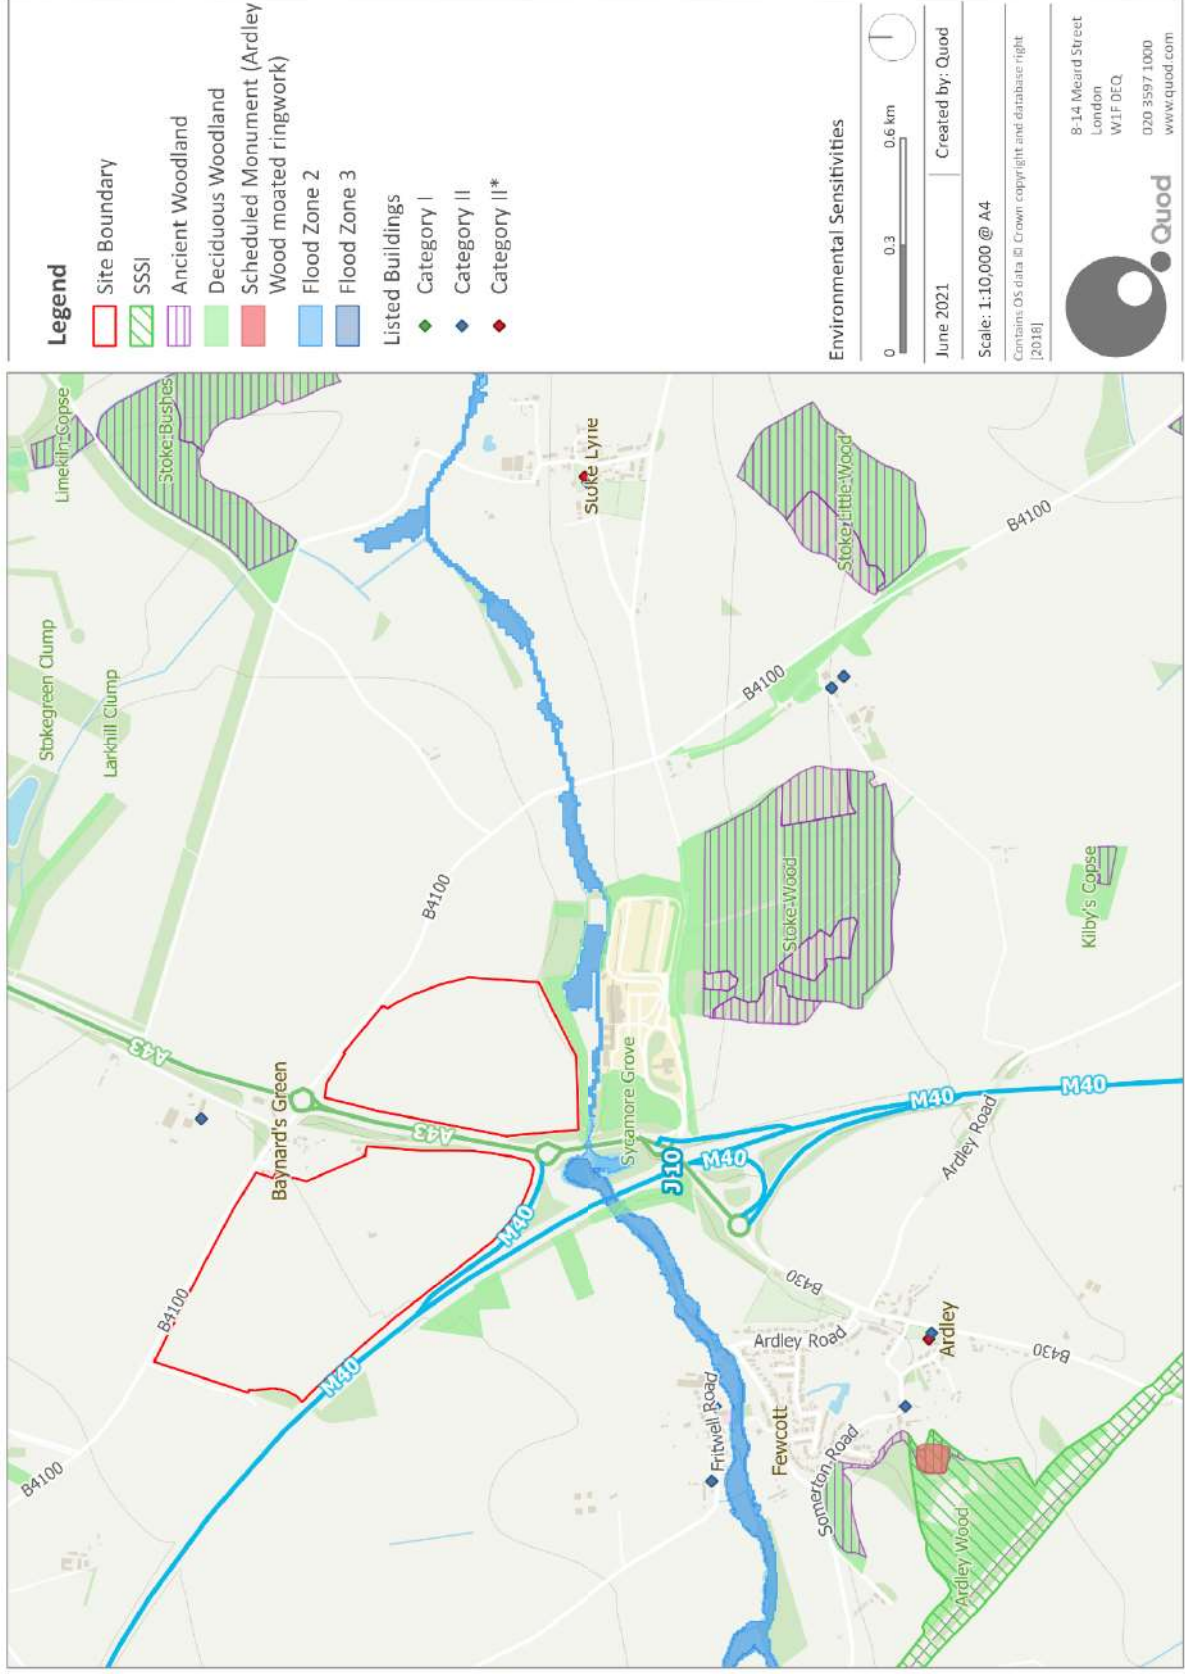 Legend
Site Boundary
SSSI
Ancient Woodland
Deciduous Woodland
Scheduled Monument (Ardley
Wood moated ringwork)
Flood Zone 2
Flood Zone 3
Listed Buildings
Category I
Category II
Category II*
Environmental Sensitivities
0
0.3
0.6 km
June 2021
Created by: Quod
Scale: 1:10,000 @ A4
Contains OS data © Crown copyright and database right
[2018]
Quod
8-14 Meard Street
London
W1F 0EQ
020 3597 1000
www.quod.com
Limekiln Copse
Stoke Bushes
Stokegreen Clump
Larkhill Clump
Stoke Lyne
Stoke Little Wood
B4100
B4100
B4100
A43
Baynard's Green
A43
B4100
B4100
M40
M40
Sycamore Grove
Stoke Wood
Kilby's Copse
J10
M40
M40
M40
Ardley Road
B430
Ardley Road
Ardley
B430
Fritwell Road
Fewcott
Somerton Road
Ardley Wood